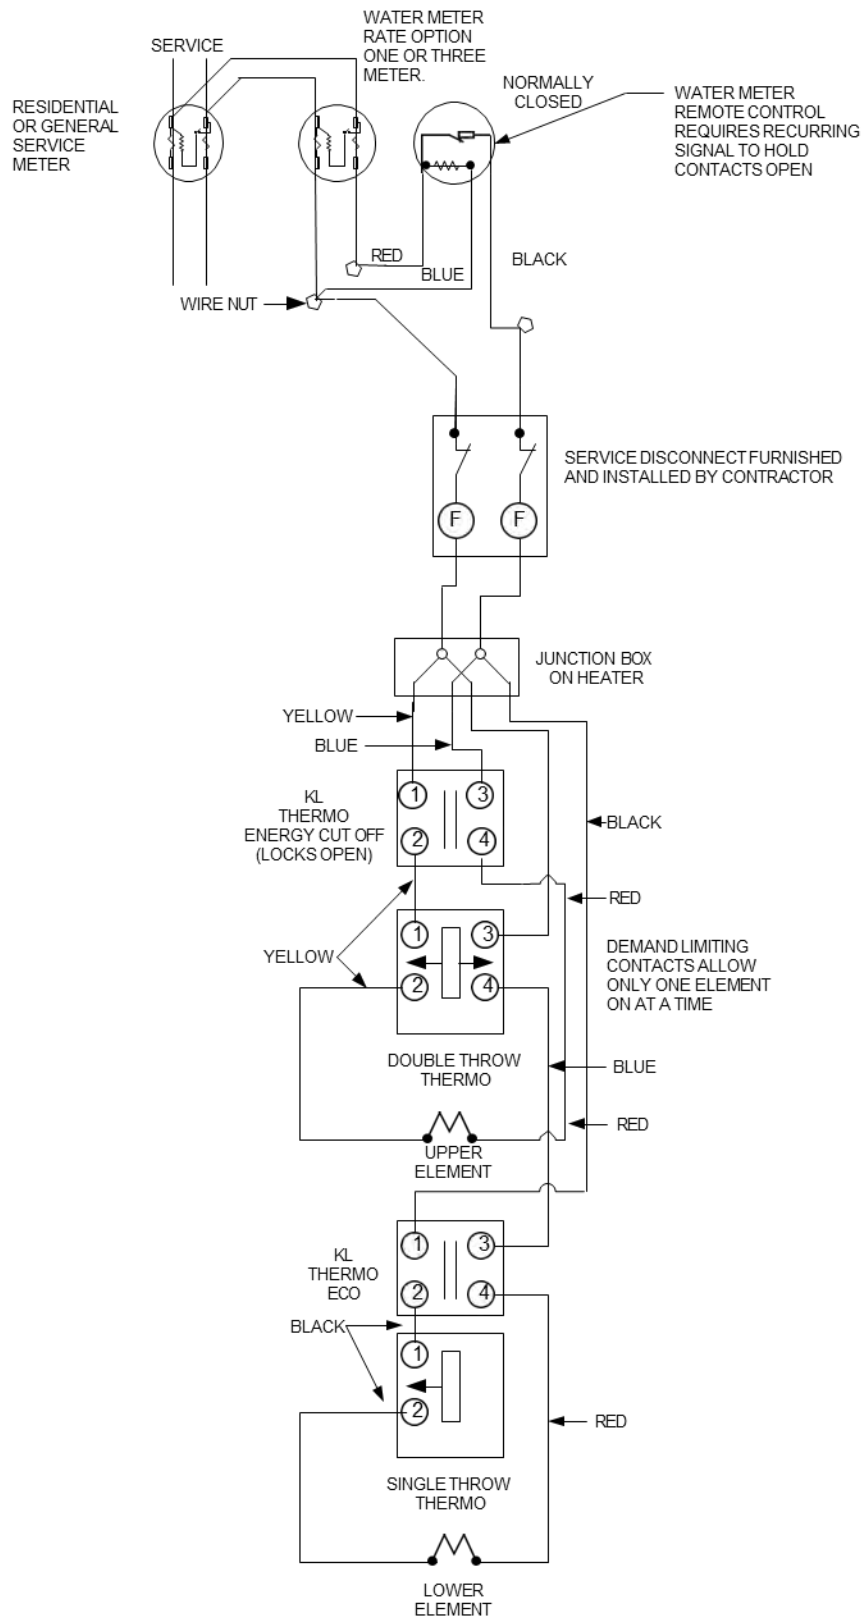 WATER METER
RATE OPTION
ONE OR THREE
METER.
SERVICE
NORMALLY
CLOSED
WATER METER
REMOTE CONTROL
REQUIRES RECURRING
SIGNAL TO HOLD
CONTACTS OPEN
RESIDENTIAL
OR GENERAL
SERVICE
METER
RED
BLUE
BLACK
WIRE NUT
SERVICE DISCONNECT FURNISHED
AND INSTALLED BY CONTRACTOR
F F
JUNCTION BOX
ON HEATER
YELLOW
BLUE
1 3
2 4
KL
THERMO
ENERGY CUT OFF
(LOCKS OPEN)
BLACK
RED
1 3
2 4
YELLOW
DEMAND LIMITING
CONTACTS ALLOW
ONLY ONE ELEMENT
ON AT A TIME
DOUBLE THROW
THERMO
BLUE
RED
UPPER
ELEMENT
1 3
2 4
KL
THERMO
ECO
BLACK
1
2
RED
SINGLE THROW
THERMO
LOWER
ELEMENT